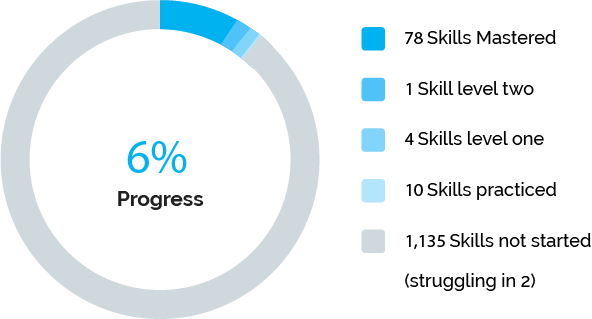 78 Skills Mastered
1 Skill level two
4 Skills level one
6%
Progress
10 Skills practiced
1,135 Skills not started
(struggling in 2)